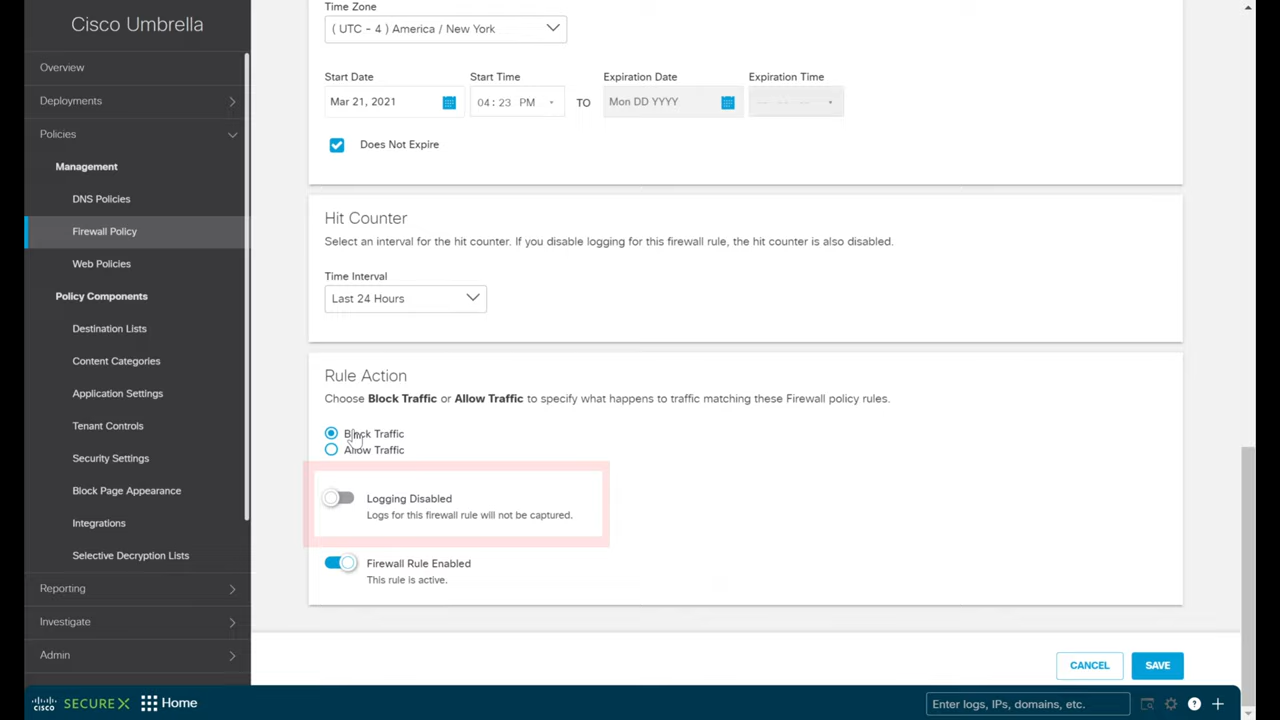 Cisco Umbrella
Overview
Deployments
Policies
Management
DNS Policies
Firewall Policy
Web Policies
Policy Components
Destination Lists
Content Categories
Application Settings
Tenant Controls
Security Settings
Block Page Appearance
Integrations
Selective Decryption Lists
Reporting
Investigate
Admin
Time Zone
( UTC - 4 ) America / New York
Start Date
Start Time
Expiration Date
Expiration Time
Mar 21, 2021
04: 23 PM
TO
Mon DD YYYY
--:-- --
Does Not Expire
Hit Counter
Select an interval for the hit counter. If you disable logging for this firewall rule, the hit counter is also disabled.
Time Interval
Last 24 Hours
Rule Action
Choose Block Traffic or Allow Traffic to specify what happens to traffic matching these Firewall policy rules.
Block Traffic
Allow Traffic
Logging Disabled
Logs for this firewall rule will not be captured.
Firewall Rule Enabled
This rule is active.
CANCEL
SAVE
cisco SECURE X
Home
Enter logs, IPs, domains, etc.
?